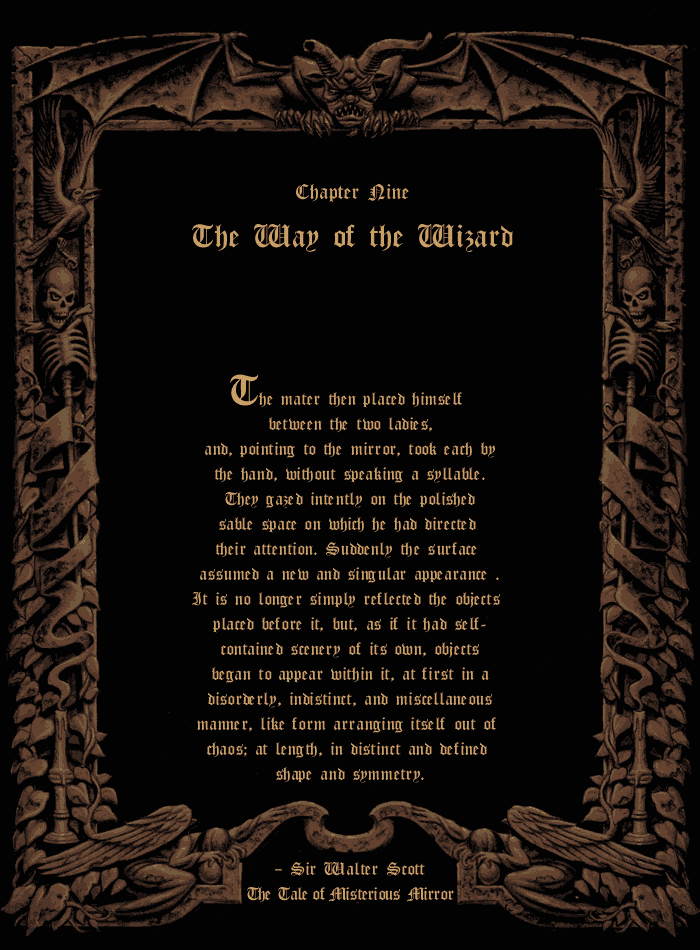 Chapter Nine
The Way of the Wizard
The mater then placed himself
between the two ladies,
and, pointing to the mirror, took each by
the hand, without speaking a syllable.
They gazed intently on the polished
sable space on which he had directed
their attention. Suddenly the surface
assumed a new and singular appearance .
It is no longer simply reflected the objects
placed before it, but, as if it had self-
contained scenery of its own, objects
began to appear within it, at first in a
disorderly, indistinct, and miscellaneous
manner, like form arranging itself out of
chaos; at length, in distinct and defined
shape and symmetry.
- Sir Walter Scott
The Tale of Misterious Mirror